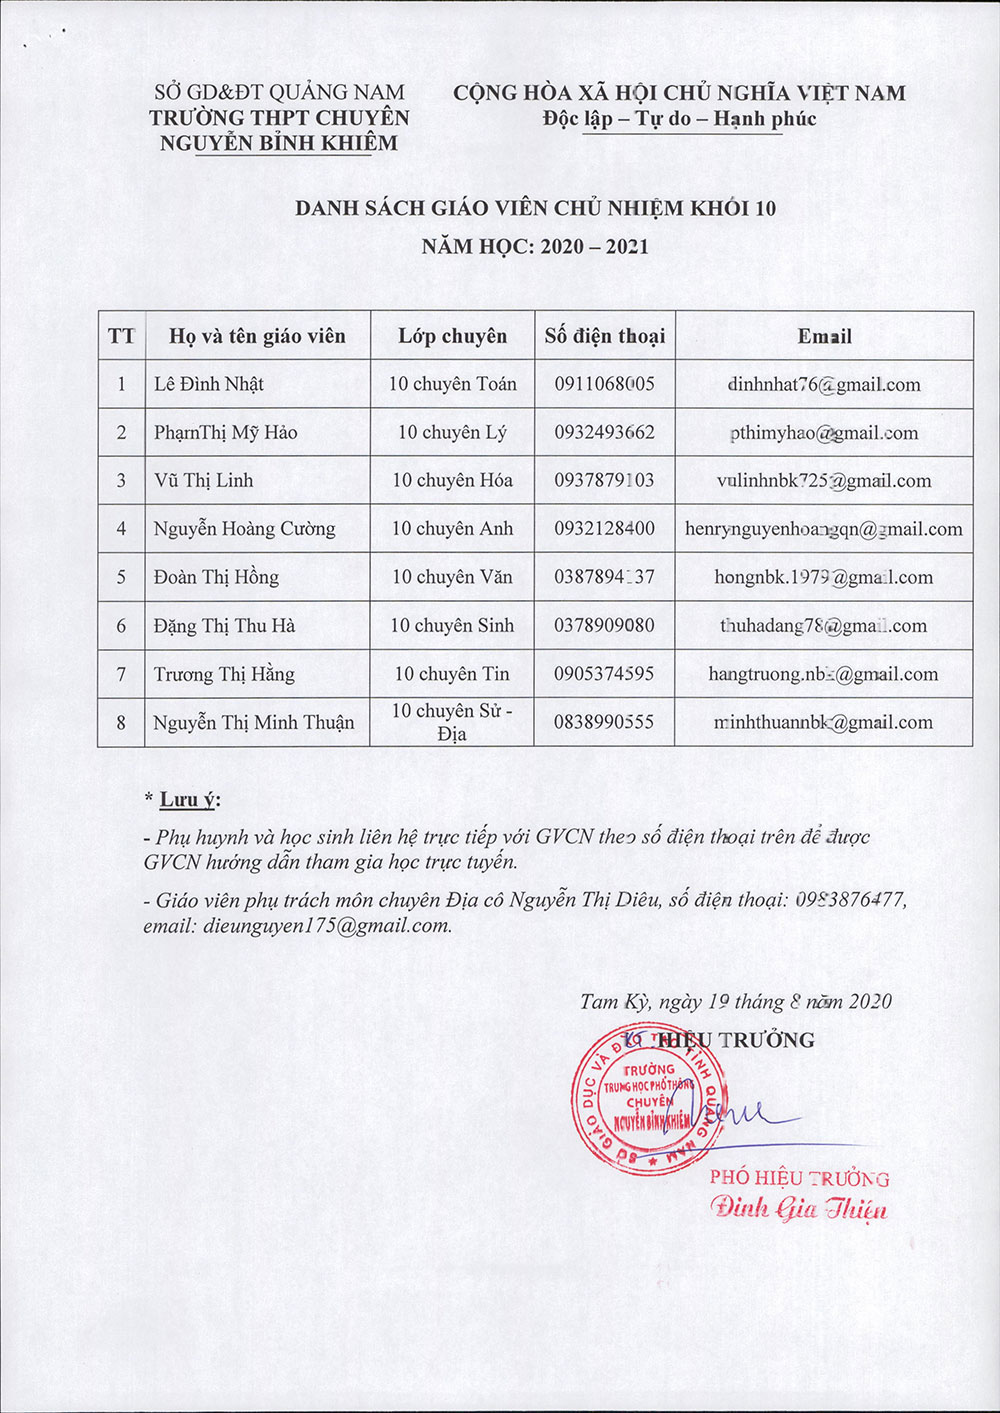 SỞ GD&ĐT QUẢNG NAM
TRƯỜNG THPT CHUYÊN
NGUYỄN BỈNH KHIÊM
CỘNG HÒA XÃ HỘI CHỦ NGHĨA VIỆT NAM
Độc lập – Tự do – Hạnh phúc
DANH SÁCH GIÁO VIÊN CHỦ NHIỆM KHỐI 10
NĂM HỌC: 2020 – 2021
TT Họ và tên giáo viên Lớp chuyên Số điện thoại Email
1 Lê Đình Nhật 10 chuyên Toán 0911068005 dinhnhat76@gmail.com
2 PhạmThị Mỹ Hảo 10 chuyên Lý 0932493662 pthimyhao@gmail.com
3 Vũ Thị Linh 10 chuyên Hóa 0937879103 vulinhnbk725@gmail.com
4 Nguyễn Hoàng Cường 10 chuyên Anh 0932128400 henrynguyenhoangqn@gmail.com
5 Đoàn Thị Hồng 10 chuyên Văn 0387894137 hongnbk.1979@gmail.com
6 Đặng Thị Thu Hà 10 chuyên Sinh 0378909080 thuhadang78@gmail.com
7 Trương Thị Hằng 10 chuyên Tin 0905374595 hangtruong.nbk@gmail.com
8 Nguyễn Thị Minh Thuận 10 chuyên Sử - 0838990555 minhthuannbk@gmail.com
Địa
* Lưu ý:
- Phụ huynh và học sinh liên hệ trực tiếp với GVCN theo số điện thoại trên để được
GVCN hướng dẫn tham gia học trực tuyến.
- Giáo viên phụ trách môn chuyên Địa cô Nguyễn Thị Diêu, số điện thoại: 0983876477,
email: dieunguyen175@gmail.com.
Tam Kỳ, ngày 19 tháng 8 năm 2020
KT. HIỆU TRƯỞNG
SỞ GIÁO DỤC VÀ ĐÀO TẠO TỈNH QUẢNG NAM
TRƯỜNG
TRUNG HỌC PHỔ THÔNG
CHUYÊN
NGUYỄN BỈNH KHIÊM
PHÓ HIỆU TRƯỞNG
Đinh Gia Thiện